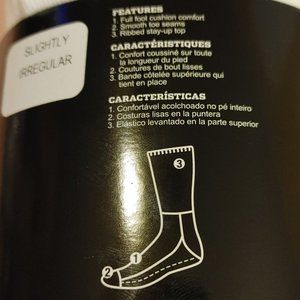 FEATURES
1. Full foot cushion comfort
2. Smooth toe seams
3. Ribbed stay-up top
SLIGHTLY
IRREGULAR
CARACTÉRISTIQUES
1. Confort coussiné sur toute
la longueur du pied
2. Coutures de bout lisses
3. Bande côtelée supérieure qui
tient en place
CARACTERÍSTICAS
1. Confortável acolchoado no pé inteiro
2. Costuras lisas en la puntera
3. Elástico levantado en la parte superior
3
1
2